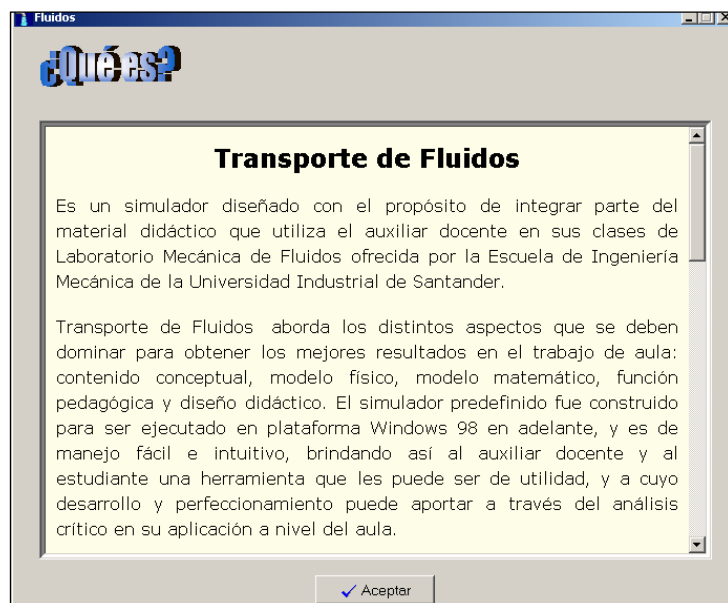 Fluidos
¿Qué es?
Transporte de Fluidos
Es un simulador diseñado con el propósito de integrar parte del
material didáctico que utiliza el auxiliar docente en sus clases de
Laboratorio Mecánica de Fluidos ofrecida por la Escuela de Ingeniería
Mecánica de la Universidad Industrial de Santander.
Transporte de Fluidos aborda los distintos aspectos que se deben
dominar para obtener los mejores resultados en el trabajo de aula:
contenido conceptual, modelo físico, modelo matemático, función
pedagógica y diseño didáctico. El simulador predefinido fue construido
para ser ejecutado en plataforma Windows 98 en adelante, y es de
manejo fácil e intuitivo, brindando así al auxiliar docente y al
estudiante una herramienta que les puede ser de utilidad, y a cuyo
desarrollo y perfeccionamiento puede aportar a través del análisis
crítico en su aplicación a nivel del aula.
Aceptar